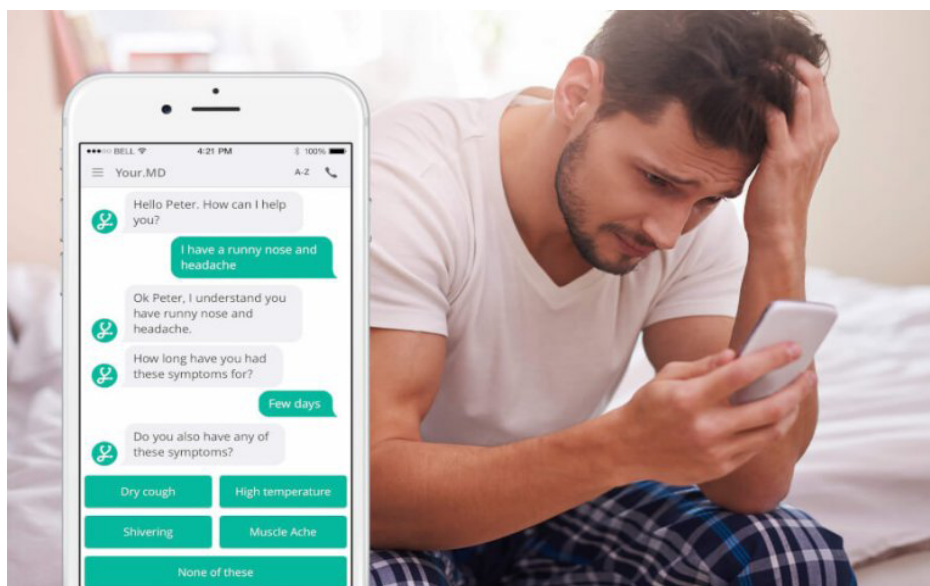 BELL 4:21 PM 100%
Your.MD A-Z
Hello Peter. How can I help
you?
I have a runny nose and
headache
Ok Peter, I understand you
have runny nose and
headache.
How long have you had
these symptoms for?
Few days
Do you also have any of
these symptoms?
Dry cough High temperature
Shivering Muscle Ache
None of these